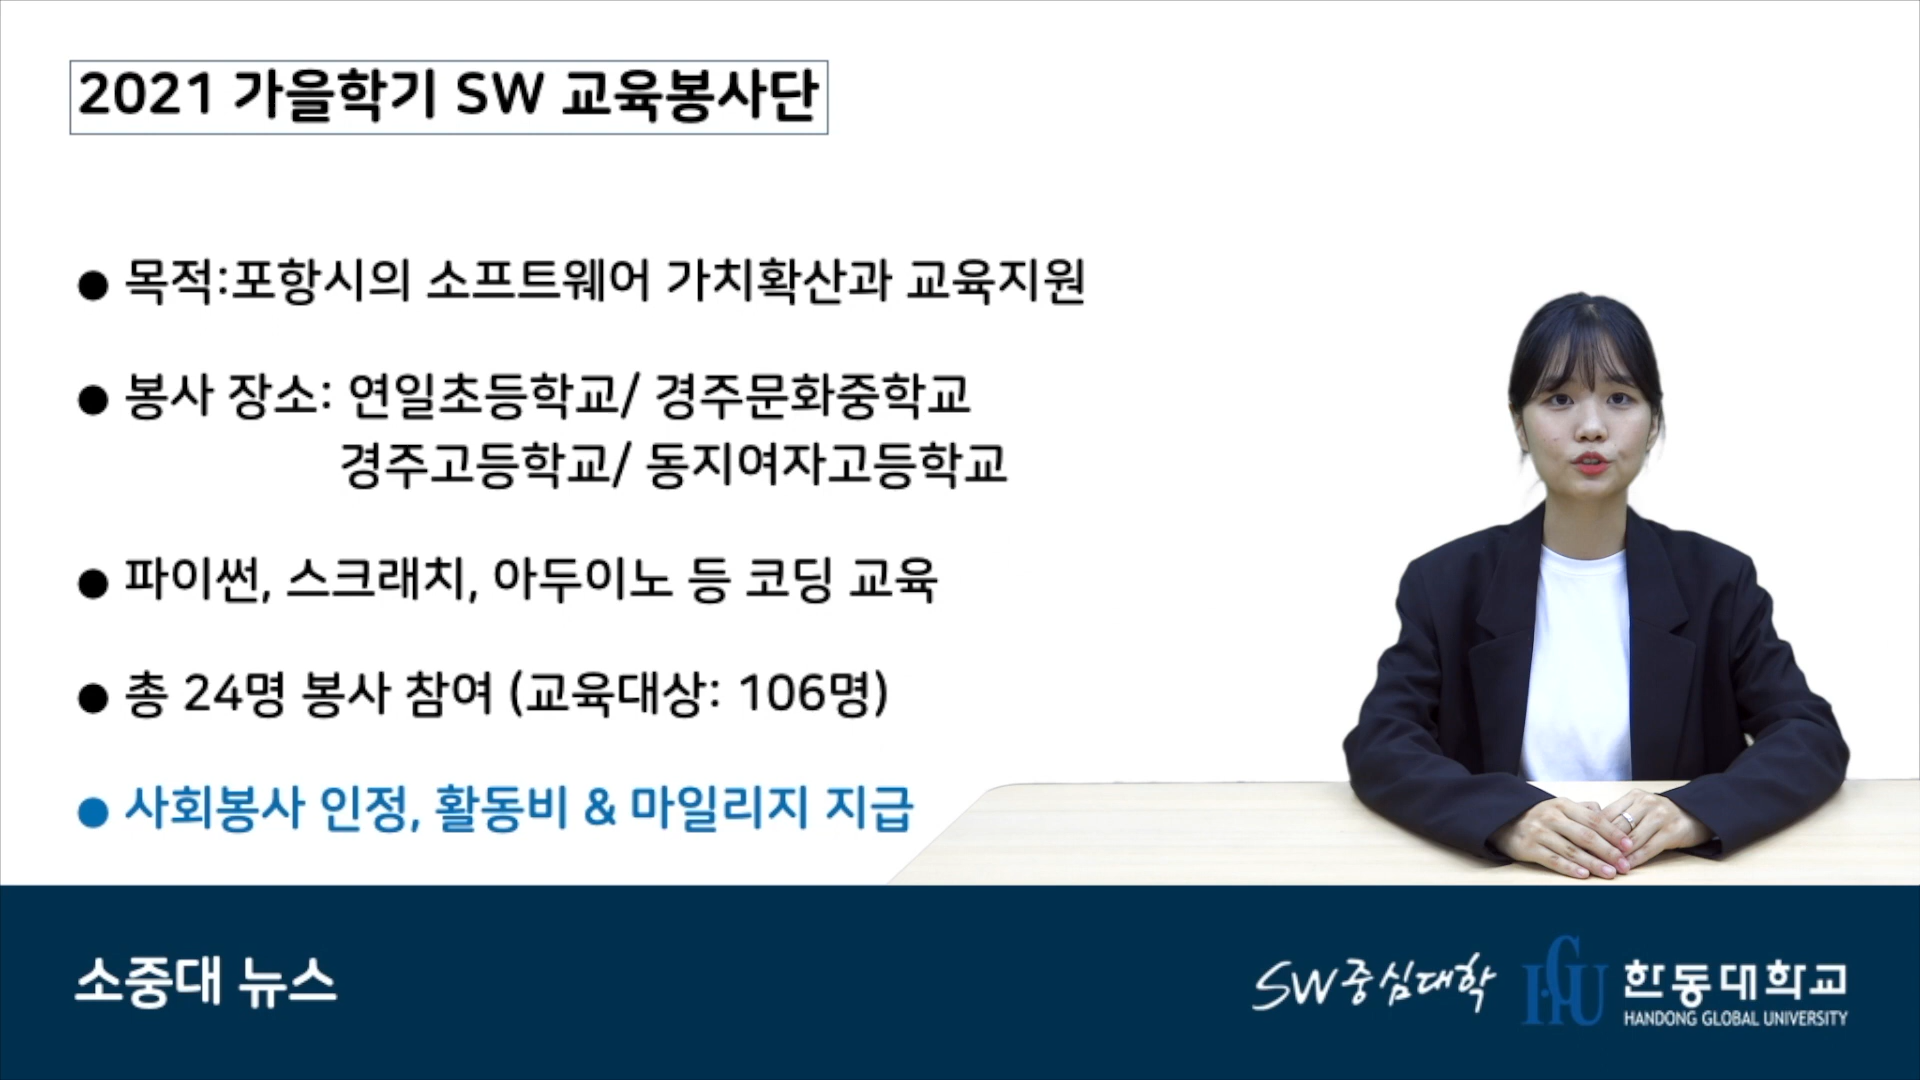 2021 가을학기 SW 교육봉사단
● 목적:포항시의 소프트웨어 가치확산과 교육지원
● 봉사 장소: 연일초등학교/ 경주문화중학교
경주고등학교/ 동지여자고등학교
● 파이썬, 스크래치, 아두이노 등 코딩 교육
● 총 24명 봉사 참여 (교육대상: 106명)
● 사회봉사 인정, 활동비 & 마일리지 지급
소중대 뉴스
SW중심대학
HGU 한동대학교
HANDONG GLOBAL UNIVERSITY